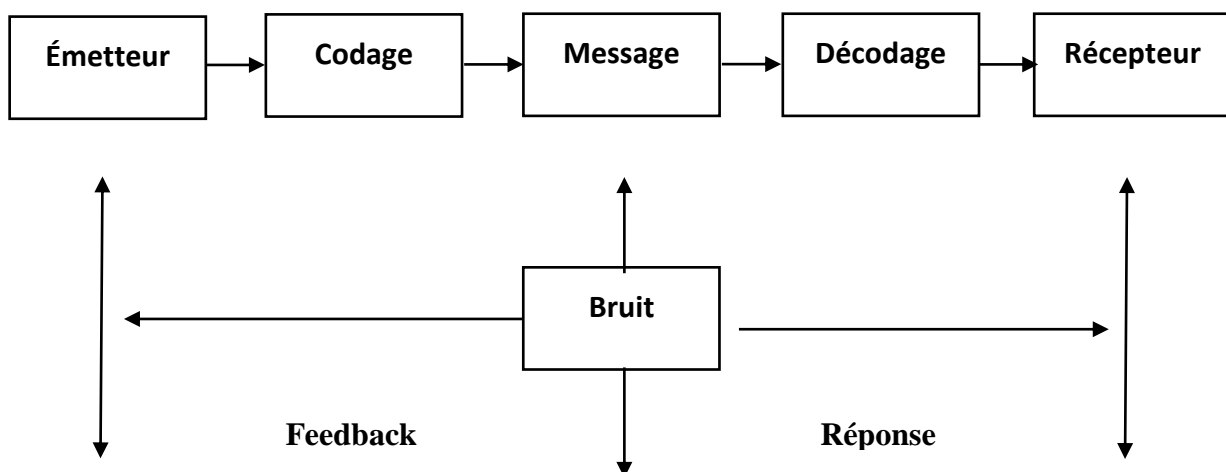 Émetteur
Codage
Message
Décodage
Récepteur
Bruit
Feedback
Réponse